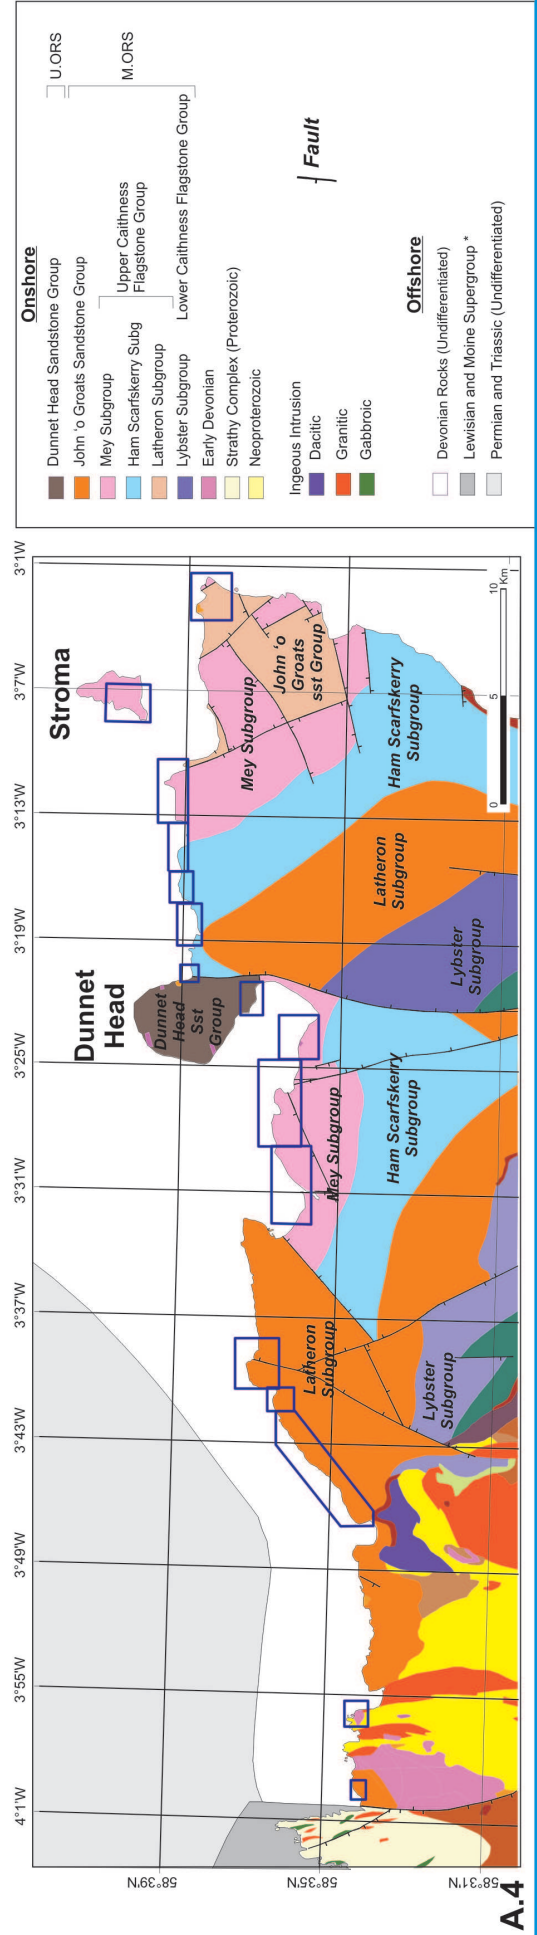 A.4
4°1'W
3°55'W
3°49'W
3°43'W
3°37'W
3°31'W
3°25'W
3°19'W
3°13'W
3°7'W
3°1'W
58°39'N
58°35'N
58°31'N
Dunnet
Head
Stroma
Dunnet
Head
Sst
Group
Mey Subgroup
John 'o
Groats
sst Group
Latheron
Subgroup
Mey Subgroup
Ham Scarfskerry
Subgroup
Ham Scarfskerry
Subgroup
Latheron
Subgroup
Lybster
Subgroup
Lybster
Subgroup
0 5 10 Km
Onshore
Dunnet Head Sandstone Group
U.ORS
John 'o Groats Sandstone Group
M.ORS
Mey Subgroup
Ham Scarfskerry Subg
Latheron Subgroup
Upper Caithness
Flagstone Group
Lybster Subgroup
Lower Caithness Flagstone Group
Early Devonian
Strathy Complex (Proterozoic)
Neoproterozoic
Ingeous Intrusion
Dacitic
Granitic
Gabbroic
Fault
Offshore
Devonian Rocks (Undifferentiated)
Lewisian and Moine Supergroup *
Permian and Triassic (Undifferentiated)